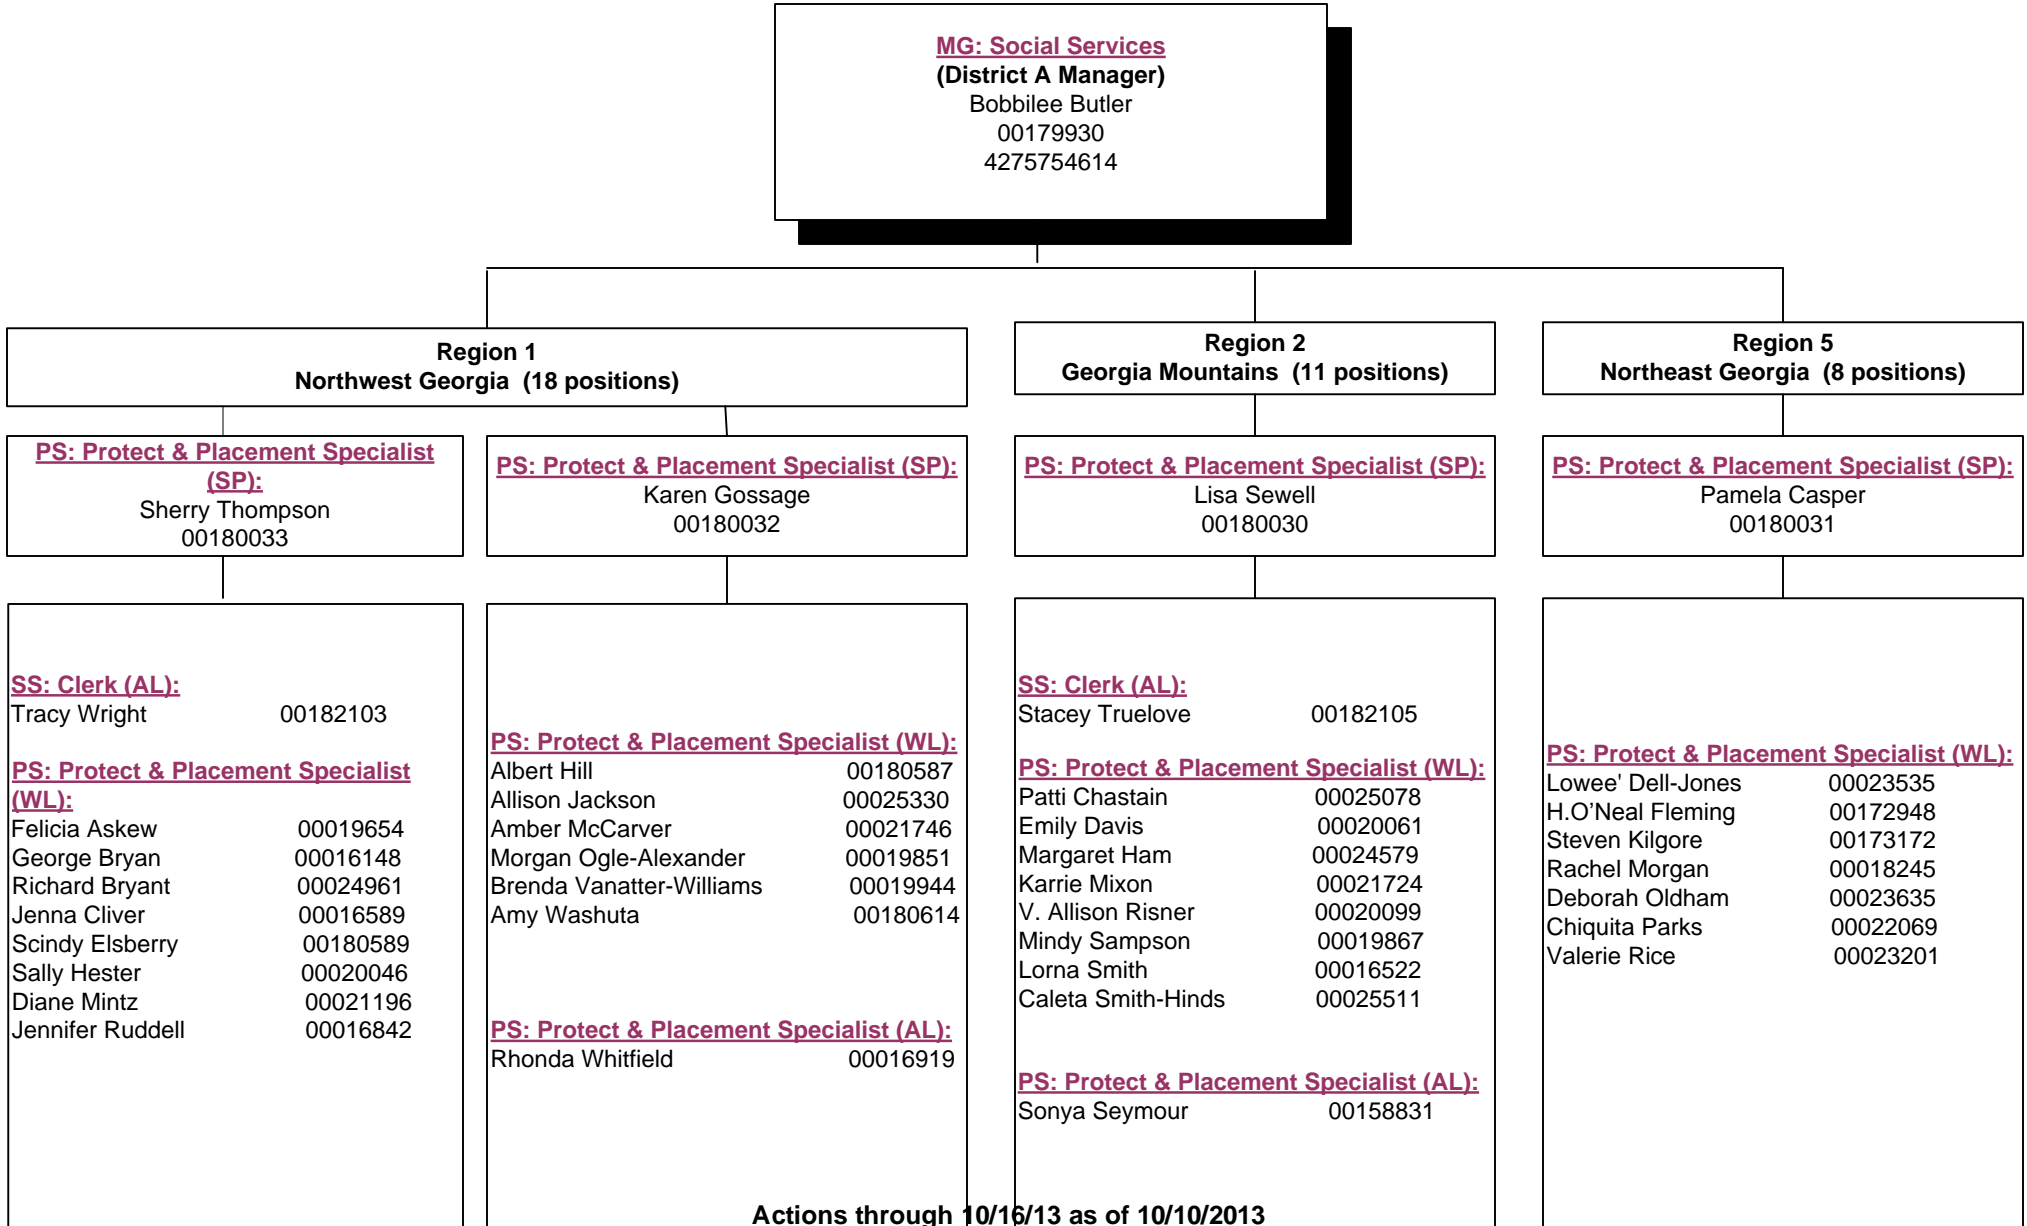 MG: Social Services
(District A Manager)
Bobbilee Butler
00179930
4275754614
Region 1
Northwest Georgia (18 positions)
Region 2
Georgia Mountains (11 positions)
Region 5
Northeast Georgia (8 positions)
PS: Protect & Placement Specialist
(SP):
Sherry Thompson
00180033
PS: Protect & Placement Specialist (SP):
Karen Gossage
00180032
PS: Protect & Placement Specialist (SP):
Lisa Sewell
00180030
PS: Protect & Placement Specialist (SP):
Pamela Casper
00180031
SS: Clerk (AL):
Tracy Wright 00182103
PS: Protect & Placement Specialist
(WL):
Felicia Askew 00019654
George Bryan 00016148
Richard Bryant 00024961
Jenna Cliver 00016589
Scindy Elsberry 00180589
Sally Hester 00020046
Diane Mintz 00021196
Jennifer Ruddell 00016842
PS: Protect & Placement Specialist (WL):
Albert Hill 00180587
Allison Jackson 00025330
Amber McCarver 00021746
Morgan Ogle-Alexander 00019851
Brenda Vanatter-Williams 00019944
Amy Washuta 00180614
PS: Protect & Placement Specialist (AL):
Rhonda Whitfield 00016919
SS: Clerk (AL):
Stacey Truelove 00182105
PS: Protect & Placement Specialist (WL):
Patti Chastain 00025078
Emily Davis 00020061
Margaret Ham 00024579
Karrie Mixon 00021724
V. Allison Risner 00020099
Mindy Sampson 00019867
Lorna Smith 00016522
Caleta Smith-Hinds 00025511
PS: Protect & Placement Specialist (AL):
Sonya Seymour 00158831
PS: Protect & Placement Specialist (WL):
Lowee' Dell-Jones 00023535
H.O’Neal Fleming 00172948
Steven Kilgore 00173172
Rachel Morgan 00018245
Deborah Oldham 00023635
Chiquita Parks 00022069
Valerie Rice 00023201
Actions through 10/16/13 as of 10/10/2013